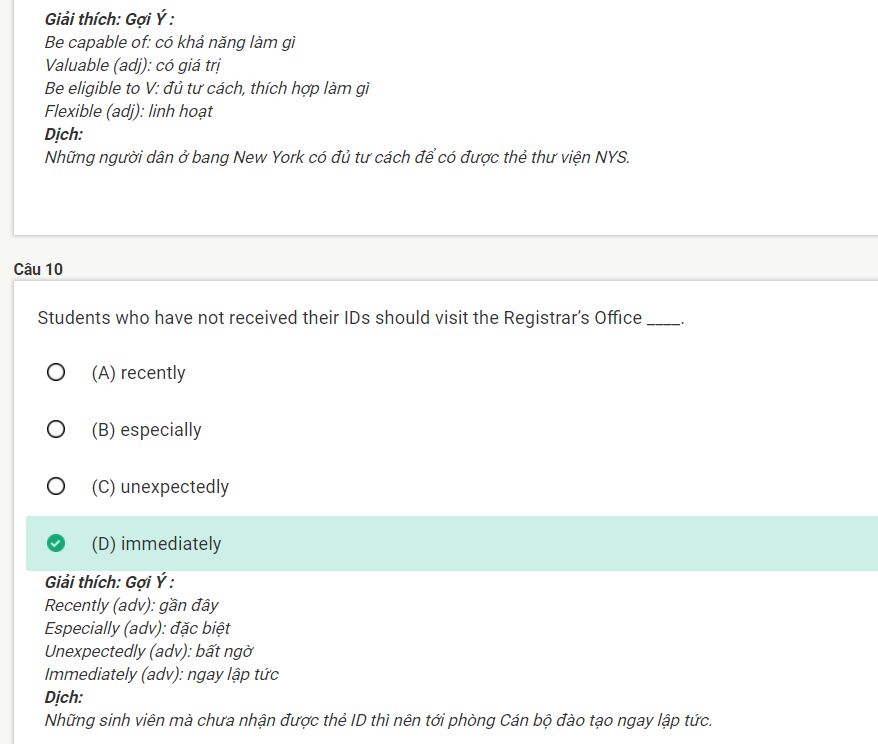 Giải thích: Gợi Ý :
Be capable of: có khả năng làm gì
Valuable (adj): có giá trị
Be eligible to V: đủ tư cách, thích hợp làm gì
Flexible (adj): linh hoạt
Dịch:
Những người dân ở bang New York có đủ tư cách để có được thẻ thư viện NYS.
Câu 10
Students who have not received their IDs should visit the Registrar’s Office ____.
(A) recently
(B) especially
(C) unexpectedly
(D) immediately
Giải thích: Gợi Ý :
Recently (adv): gần đây
Especially (adv): đặc biệt
Unexpectedly (adv): bất ngờ
Immediately (adv): ngay lập tức
Dịch:
Những sinh viên mà chưa nhận được thẻ ID thì nên tới phòng Cán bộ đào tạo ngay lập tức.